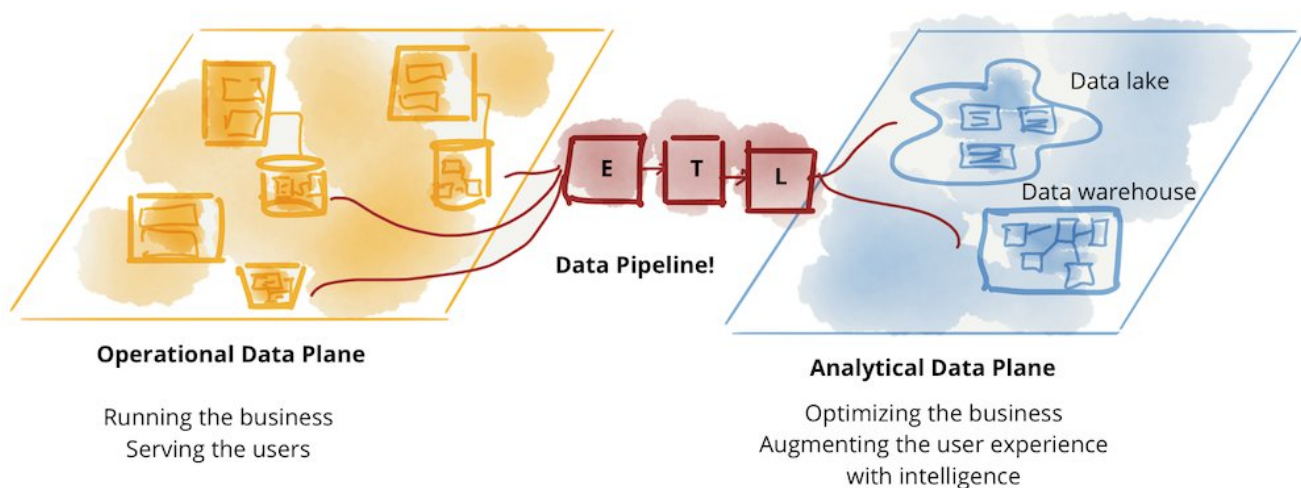 Data lake
E
T
L
Data warehouse
Data Pipeline!
Operational Data Plane
Running the business
Serving the users
Analytical Data Plane
Optimizing the business
Augmenting the user experience
with intelligence